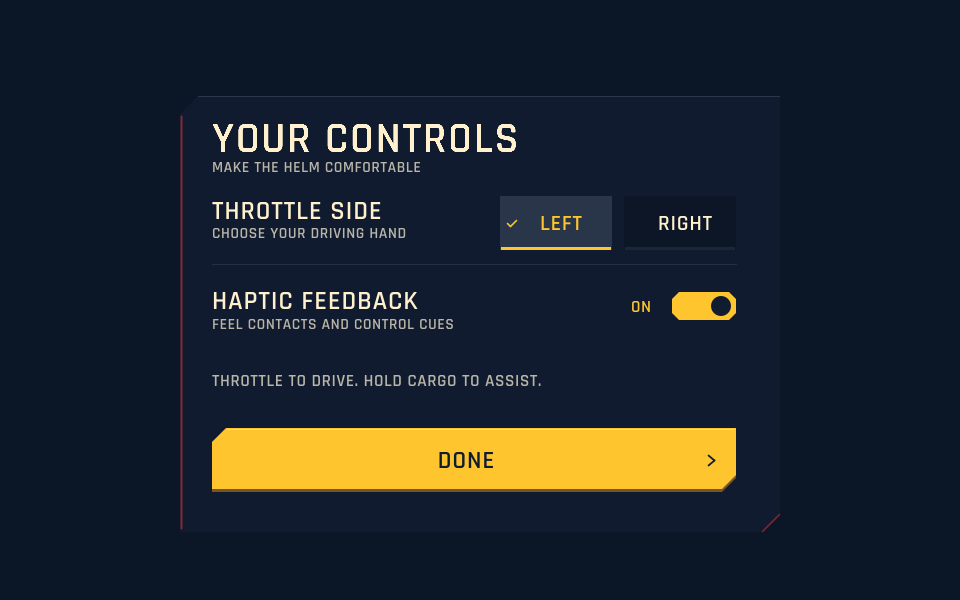 YOUR CONTROLS
MAKE THE HELM COMFORTABLE
THROTTLE SIDE
CHOOSE YOUR DRIVING HAND
LEFT
RIGHT
HAPTIC FEEDBACK
FEEL CONTACTS AND CONTROL CUES
ON
THROTTLE TO DRIVE. HOLD CARGO TO ASSIST.
DONE